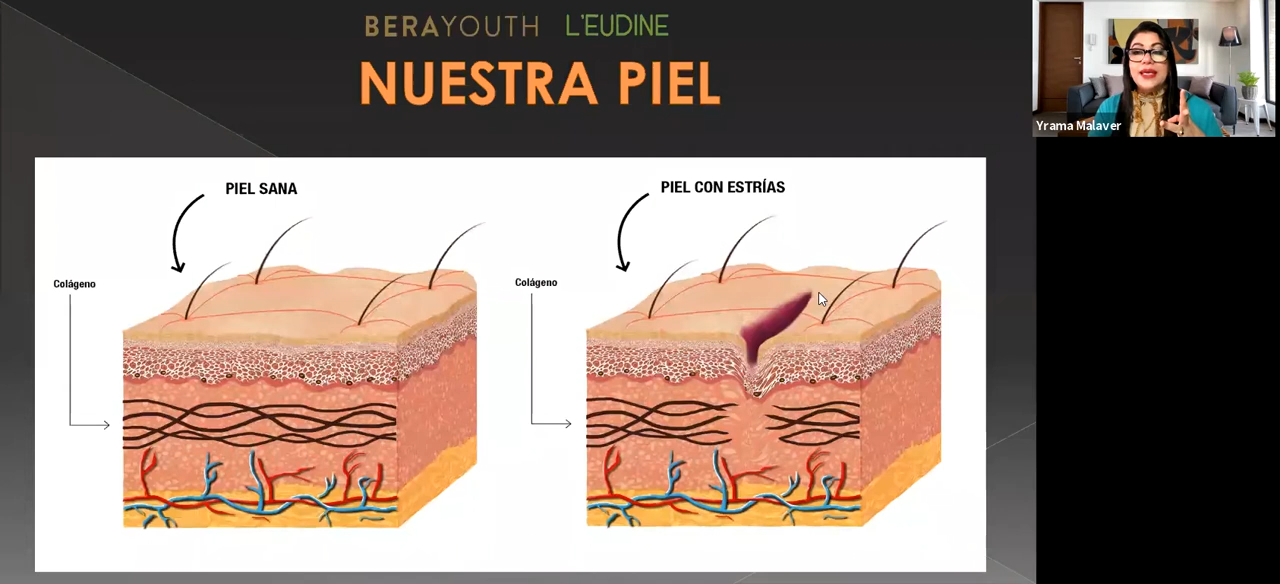 BERAYOUTH L'EUDINE
NUESTRA PIEL
Yrama Malaver
PIEL SANA
PIEL CON ESTRÍAS
Colágeno
Colágeno